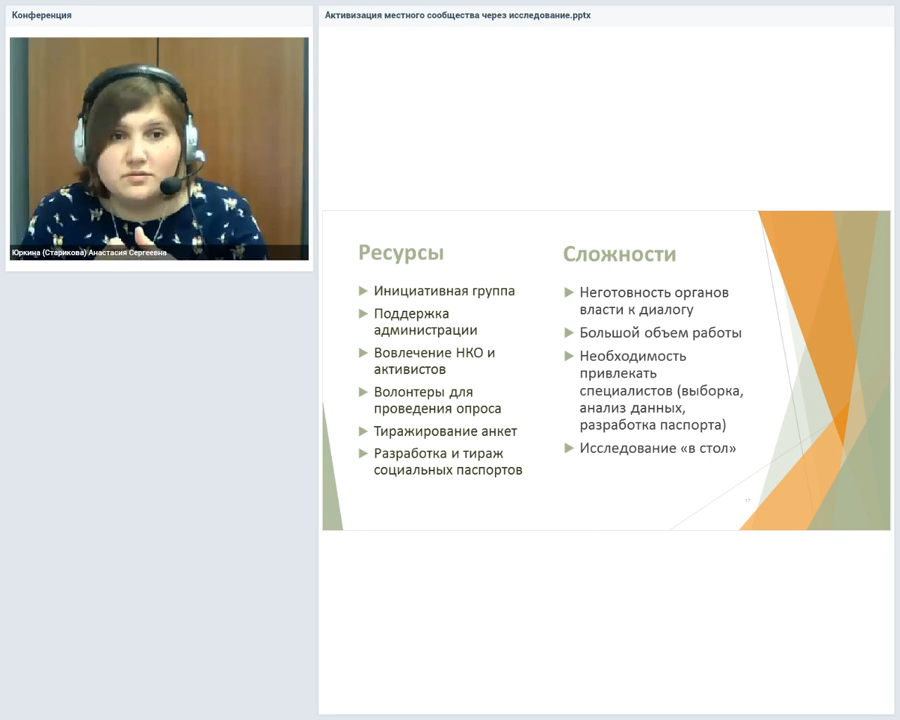 Конференция
Юркина (Старикова) Анастасия Сергеевна
Активизация местного сообщества через исследование.pptx
Ресурсы
Инициативная группа
Поддержка
администрации
Вовлечение НКО и
активистов
Волонтеры для
проведения опроса
Тиражирование анкет
Разработка и тираж
социальных паспортов
Сложности
Неготовность органов
власти к диалогу
Большой объем работы
Необходимость
привлекать
специалистов (выборка,
анализ данных,
разработка паспорта)
Исследование «в стол»